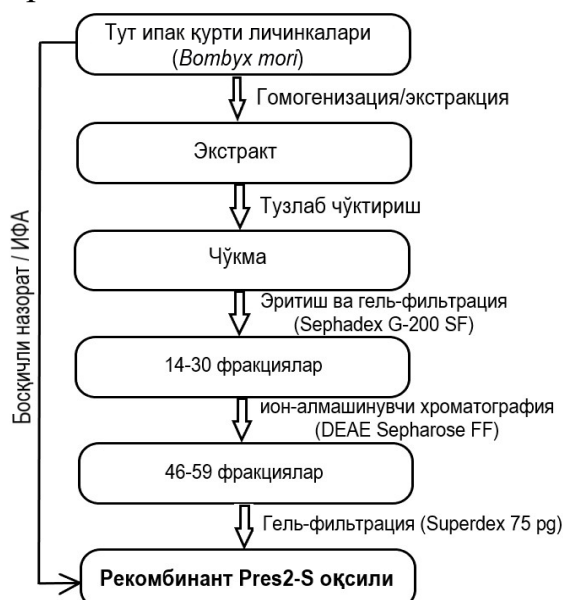 Тут ипак қурти личинкалари
(Bombyx mori)
Гомогенизация/экстракция
Экстракт
Тузлаб чўктириш
Чўкма
Эритиш ва гель-фильтрация
(Sephadex G-200 SF)
14-30 фракциялар
ион-алмашинувчи хроматография
(DEAE Sepharose FF)
46-59 фракциялар
Гель-фильтрация (Superdex 75 pg)
Рекомбинант Pres2-S оқсили
Босқичли назорат / ИФА